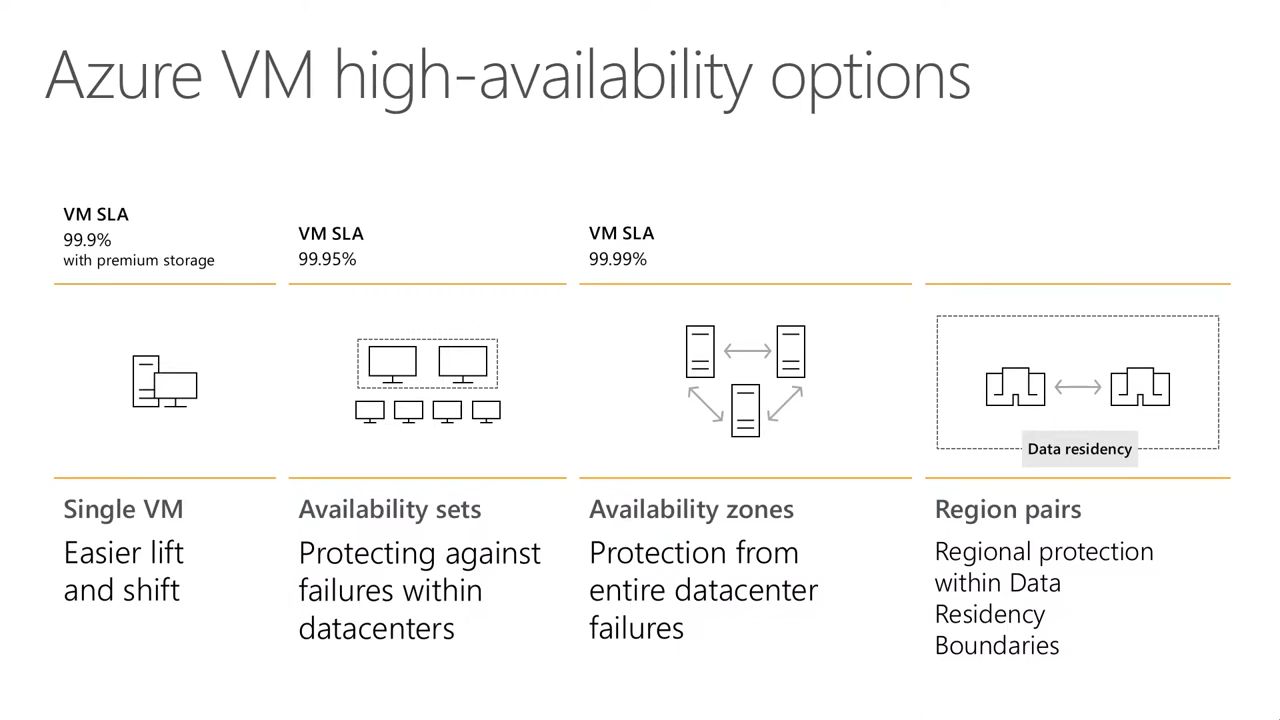 Azure VM high-availability options
VM SLA
99.9%
with premium storage
VM SLA
99.95%
VM SLA
99.99%
Data residency
Single VM
Easier lift
and shift
Availability sets
Protecting against
failures within
datacenters
Availability zones
Protection from
entire datacenter
failures
Region pairs
Regional protection
within Data
Residency
Boundaries